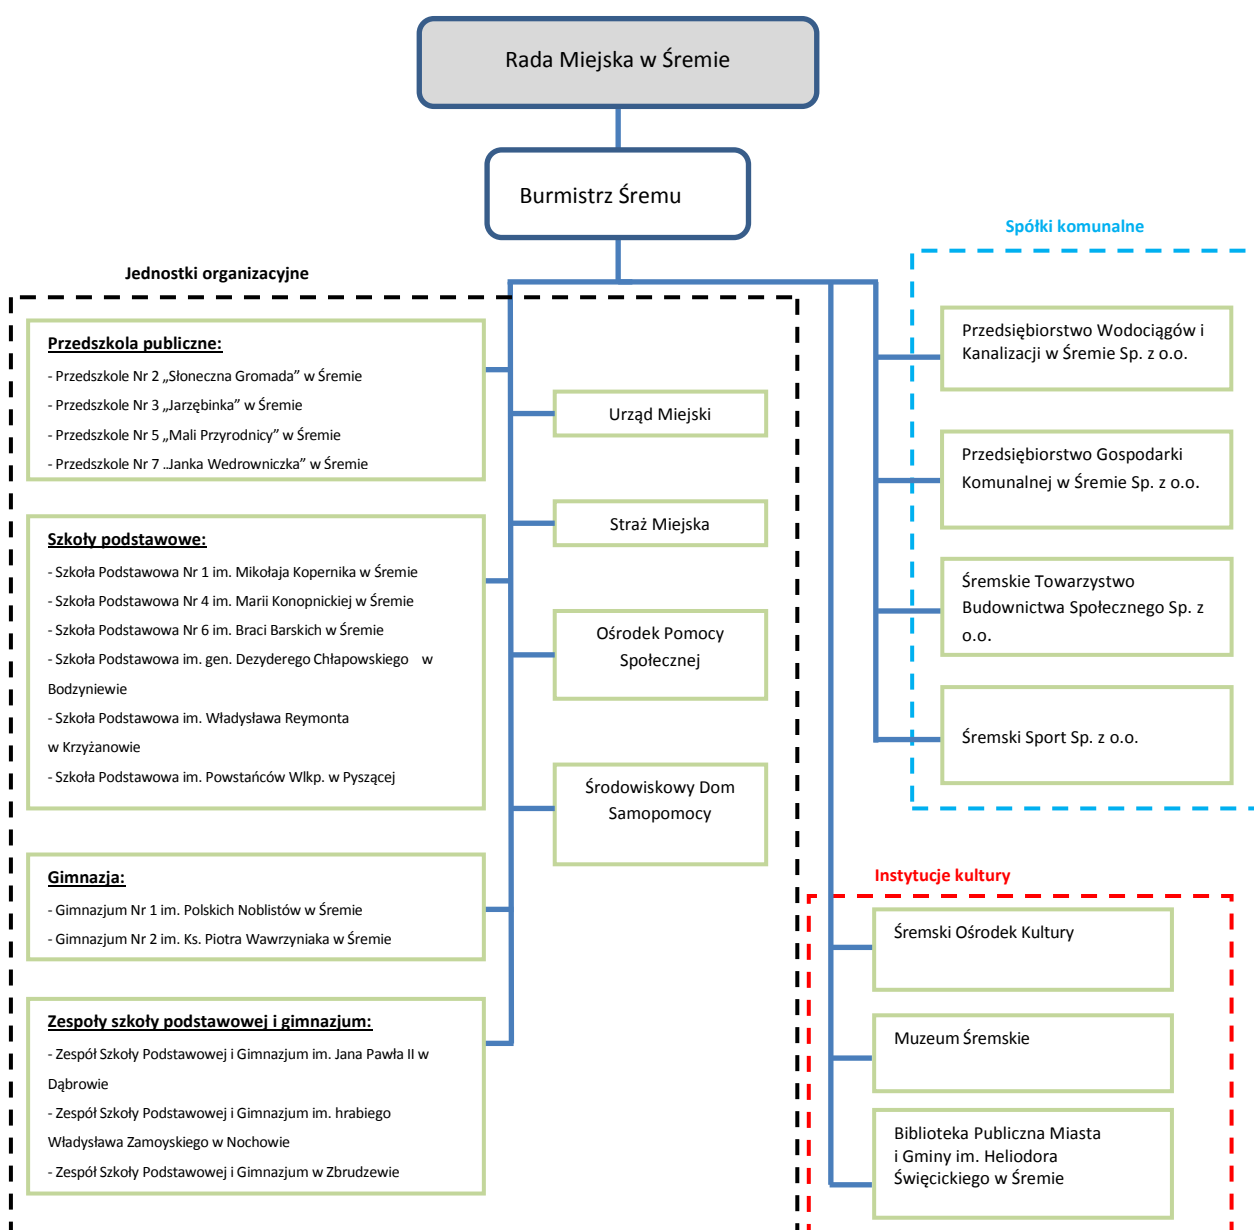 Rada Miejska w Śremie
Burmistrz Śremu
Spółki komunalne
Jednostki organizacyjne
Przedszkola publiczne:
- Przedszkole Nr 2 „Słoneczna Gromada” w Śremie
- Przedszkole Nr 3 „Jarzębinka” w Śremie
- Przedszkole Nr 5 „Mali Przyrodnicy” w Śremie
- Przedszkole Nr 7 „Janka Wedrowniczka” w Śremie
Szkoły podstawowe:
- Szkoła Podstawowa Nr 1 im. Mikołaja Kopernika w Śremie
- Szkoła Podstawowa Nr 4 im. Marii Konopnickiej w Śremie
- Szkoła Podstawowa Nr 6 im. Braci Barskich w Śremie
- Szkoła Podstawowa im. gen. Dezyderego Chłapowskiego w
Bodzyniewie
- Szkoła Podstawowa im. Władysława Reymonta
w Krzyżanowie
- Szkoła Podstawowa im. Powstańców Wlkp. w Pyszącej
Gimnazja:
- Gimnazjum Nr 1 im. Polskich Noblistów w Śremie
- Gimnazjum Nr 2 im. Ks. Piotra Wawrzyniaka w Śremie
Zespoły szkoły podstawowej i gimnazjum:
- Zespół Szkoły Podstawowej i Gimnazjum im. Jana Pawła II w
Dąbrowie
- Zespół Szkoły Podstawowej i Gimnazjum im. hrabiego
Władysława Zamoyskiego w Nochowie
- Zespół Szkoły Podstawowej i Gimnazjum w Zbrudzewie
Urząd Miejski
Straż Miejska
Ośrodek Pomocy
Społecznej
Środowiskowy Dom
Samopomocy
Przedsiębiorstwo Wodociągów i
Kanalizacji w Śremie Sp. z o.o.
Przedsiębiorstwo Gospodarki
Komunalnej w Śremie Sp. z o.o.
Śremskie Towarzystwo
Budownictwa Społecznego Sp. z
o.o.
Śremski Sport Sp. z o.o.
Instytucje kultury
Śremski Ośrodek Kultury
Muzeum Śremskie
Biblioteka Publiczna Miasta
i Gminy im. Heliodora
Święcickiego w Śremie